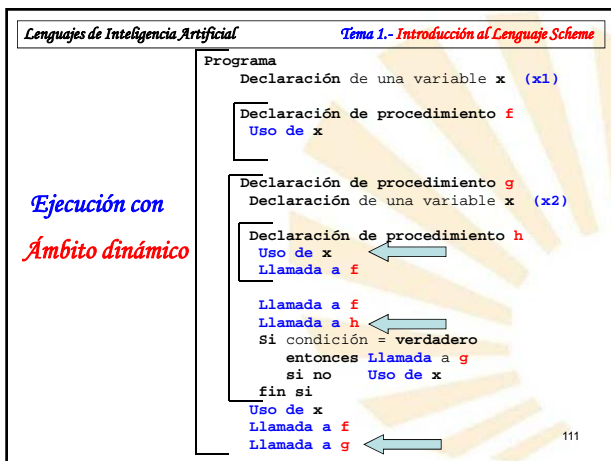 Lenguajes de Inteligencia Artificial Tema 1.- Introducción al Lenguaje Scheme
Programa
Declaración de una variable x (x1)
Declaración de procedimiento f
Uso de x
Declaración de procedimiento g
Declaración de una variable x (x2)
Ejecución con
Ámbito dinámico
Declaración de procedimiento h
Uso de x
Llamada a f
Llamada a f
Llamada a h
Si condición = verdadero
entonces Llamada a g
si no Uso de x
fin si
Uso de x
Llamada a f
Llamada a g
111